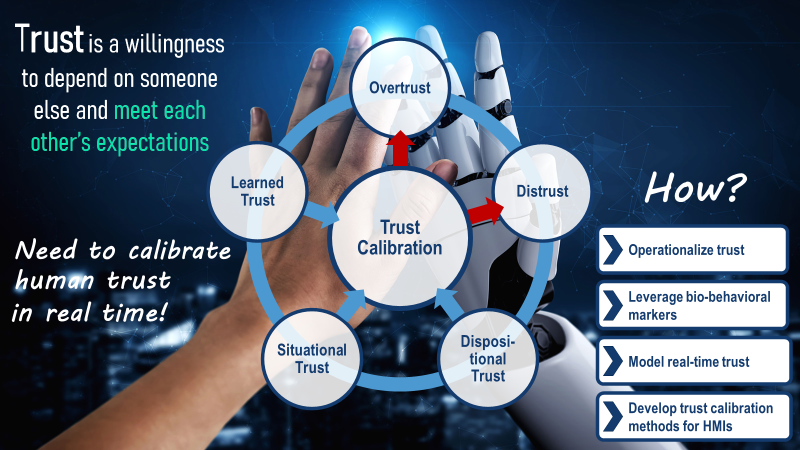 Trust is a willingness
to depend on someone
else and meet each
other's expectations
Need to calibrate
human trust
in real time!
Overtrust
Learned
Trust
Distrust
Trust
Calibration
Situational
Trust
Disposi-
tional
Trust
How?
Operationalize trust
Leverage bio-behavioral
markers
Model real-time trust
Develop trust calibration
methods for HMIs